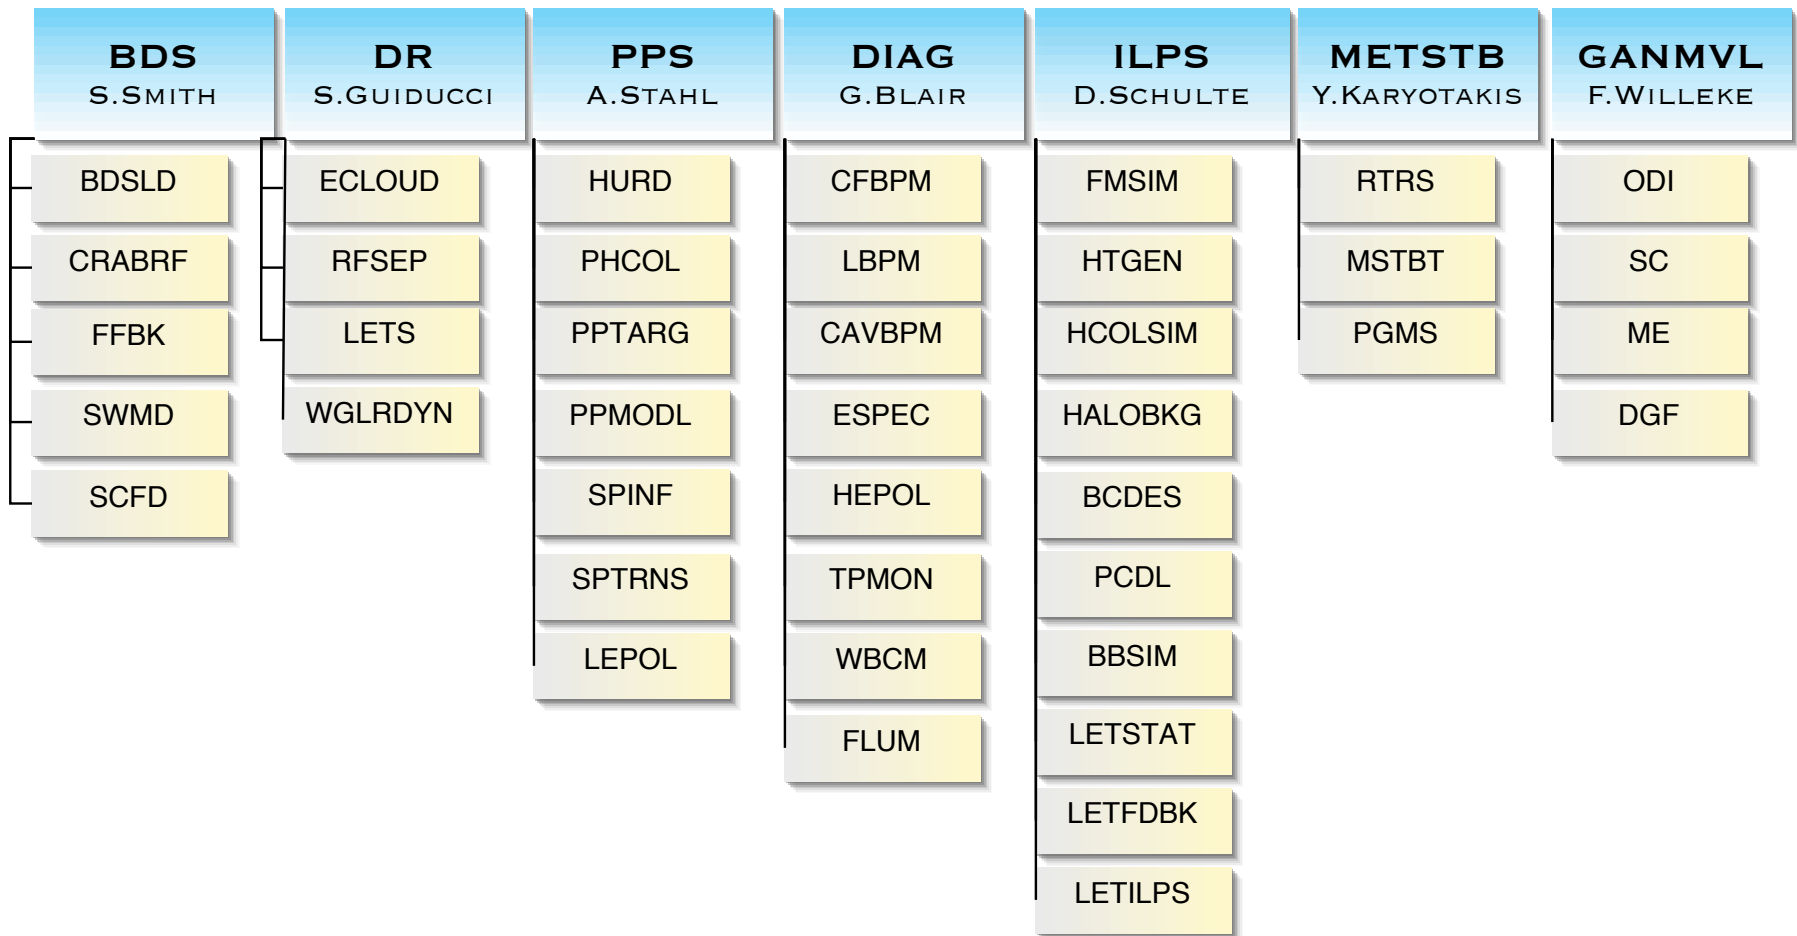 BDS
S.SMITH
BDSLD
CRABRF
FFBK
SWMD
SCFD
DR
S.GUIDUCCI
ECLOUD
RFSEP
LETS
WGLRDYN
PPS
A.STAHL
HURD
PHCOL
PPTARG
PPMODL
SPINF
SPTRNS
LEPOL
DIAG
G.BLAIR
CFBPM
LBPM
CAVBPM
ESPEC
HEPOL
TPMON
WBCM
FLUM
ILPS
D.SCHULTE
FMSIM
HTGEN
HCOLSIM
HALOBKG
BCDES
PCDL
BBSIM
LETSTAT
LETFDBK
LETILPS
METSTB
Y.KARYOTAKIS
RTRS
MSTBT
PGMS
GANMVL
F.WILLEKE
ODI
SC
ME
DGF